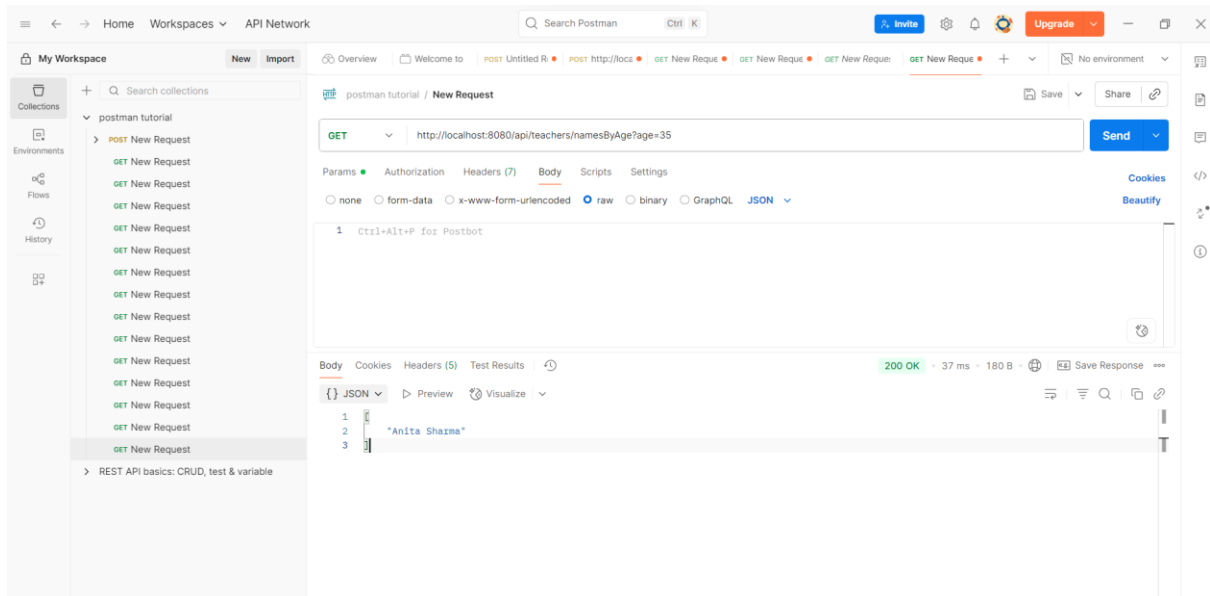 Home Workspaces API Network Search Postman Ctrl K Invite Upgrade
My Workspace New Import Overview Welcome to POST Untitled R POST http://loca GET New Reque GET New Reque GET New Reque GET New Reque No environment
Collections
Environments
Flows
History
Search collections
postman tutorial
POST New Request
GET New Request
GET New Request
GET New Request
GET New Request
GET New Request
GET New Request
GET New Request
GET New Request
GET New Request
GET New Request
GET New Request
GET New Request
GET New Request
GET New Request
REST API basics: CRUD, test & variable
HTTP postman tutorial / New Request Save Share
GET http://localhost:8080/api/teachers/namesByAge?age=35 Send
Params Authorization Headers (7) Body Scripts Settings Cookies
none form-data x-www-form-urlencoded raw binary GraphQL JSON Beautify
1 Ctrl+Alt+P for Postbot
Body Cookies Headers (5) Test Results 200 OK 37 ms 180 B Save Response
{} JSON Preview Visualize
1 [
2 "Anita Sharma"
3 ]